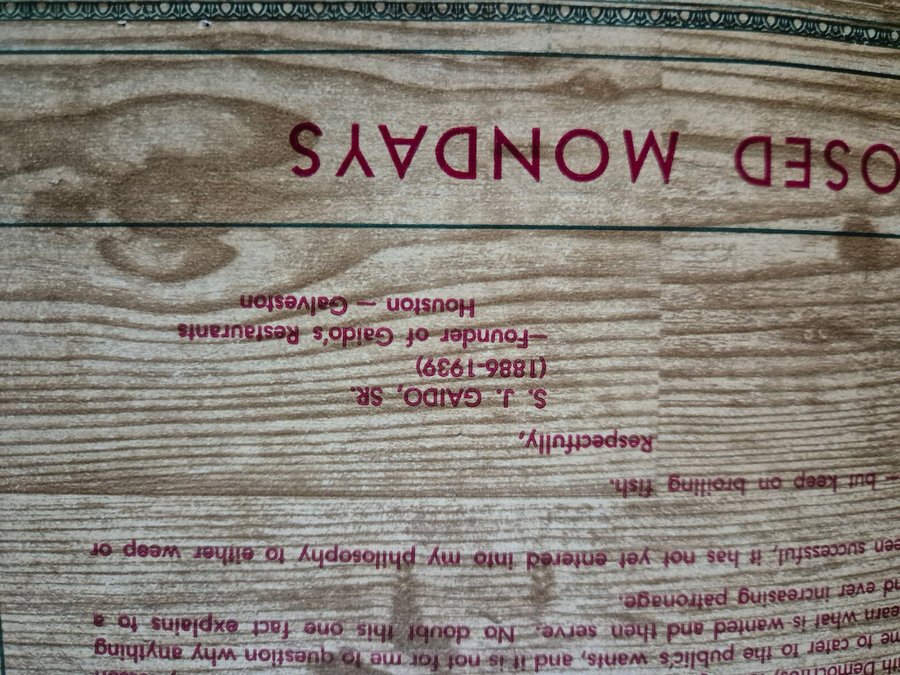 me to cater to the public's wants, and it is not for me to question why anything
earn what is wanted and then serve. No doubt this one fact explains to a
nd ever increasing patronage.
een successful, it has not yet entered into my philosophy to either weep or
— but keep on broiling fish.
Respectfully,
S. J. GAIDO, SR.
(1886-1939)
—Founder of Gaido's Restaurants
Houston — Galveston
OSED MONDAYS